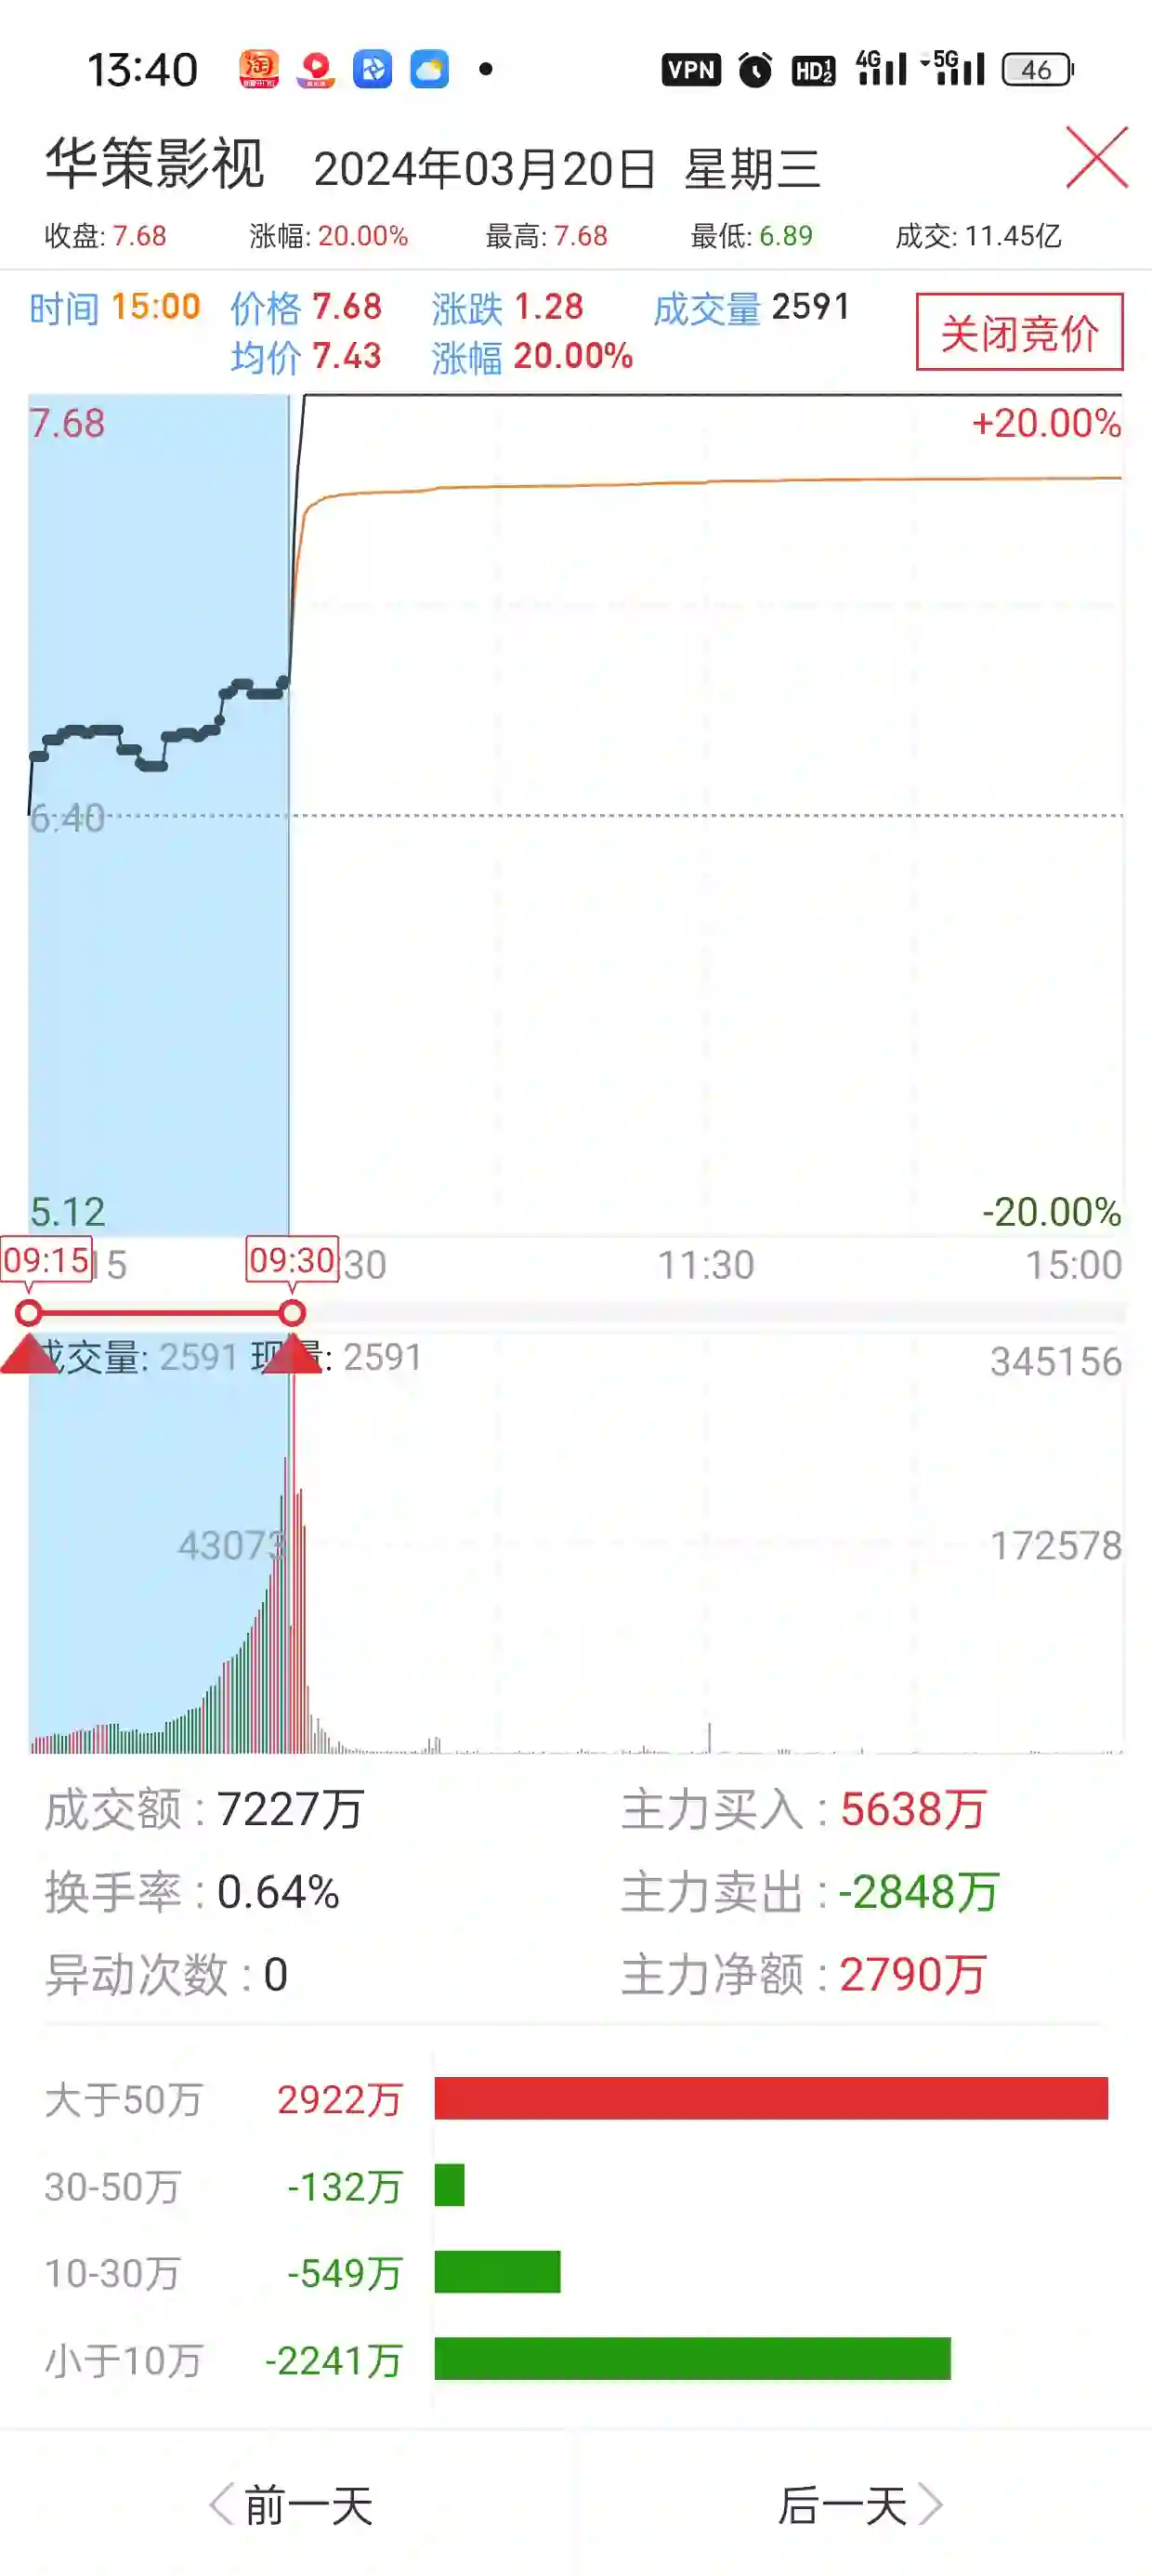 13:40 VPN HD 1 2 4G 5G 46
华策影视 2024年03月20日 星期三
收盘: 7.68 涨幅: 20.00% 最高: 7.68 最低: 6.89 成交: 11.45亿
时间 15:00 价格 7.68 涨跌 1.28 成交量 2591
均价 7.43 涨幅 20.00%
关闭竞价
7.68 +20.00%
6.40
5.12 -20.00%
09:15 15 09:30 :30 11:30 15:00
成交量: 2591 现量: 2591 345156
43073 172578
成交额 : 7227万 主力买入 : 5638万
换手率 : 0.64% 主力卖出 : -2848万
异动次数 : 0 主力净额 : 2790万
大于50万 2922万
30-50万 -132万
10-30万 -549万
小于10万 -2241万
前一天 后一天